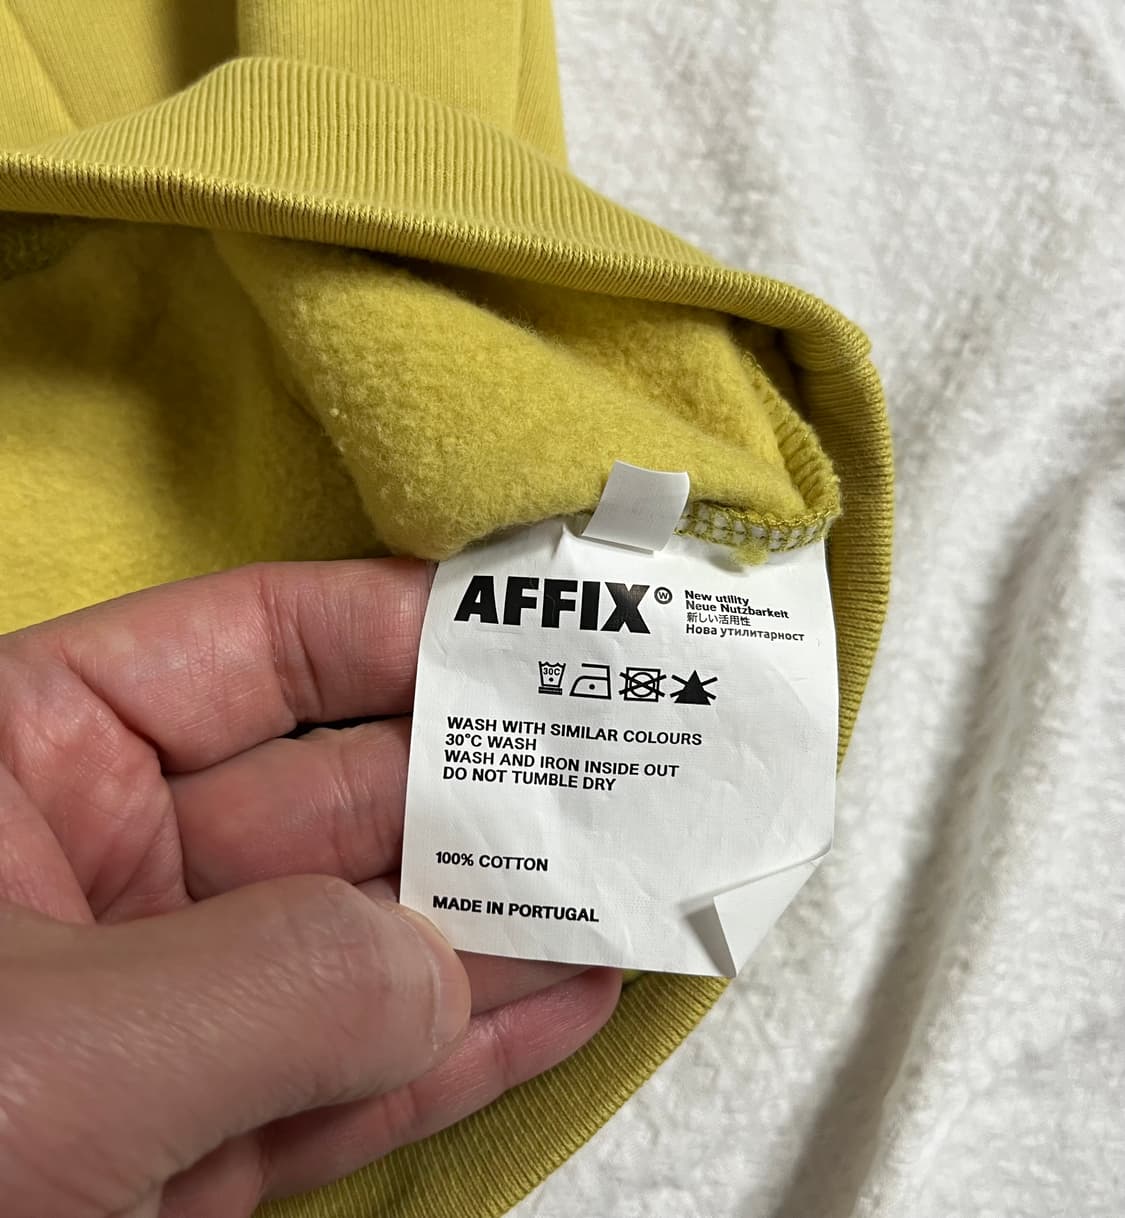 AFFIX Ⓦ
New utility
Neue Nutzbarkeit
新しい活用性
Нова утилитарност
30C
WASH WITH SIMILAR COLOURS
30°C WASH
WASH AND IRON INSIDE OUT
DO NOT TUMBLE DRY
100% COTTON
MADE IN PORTUGAL